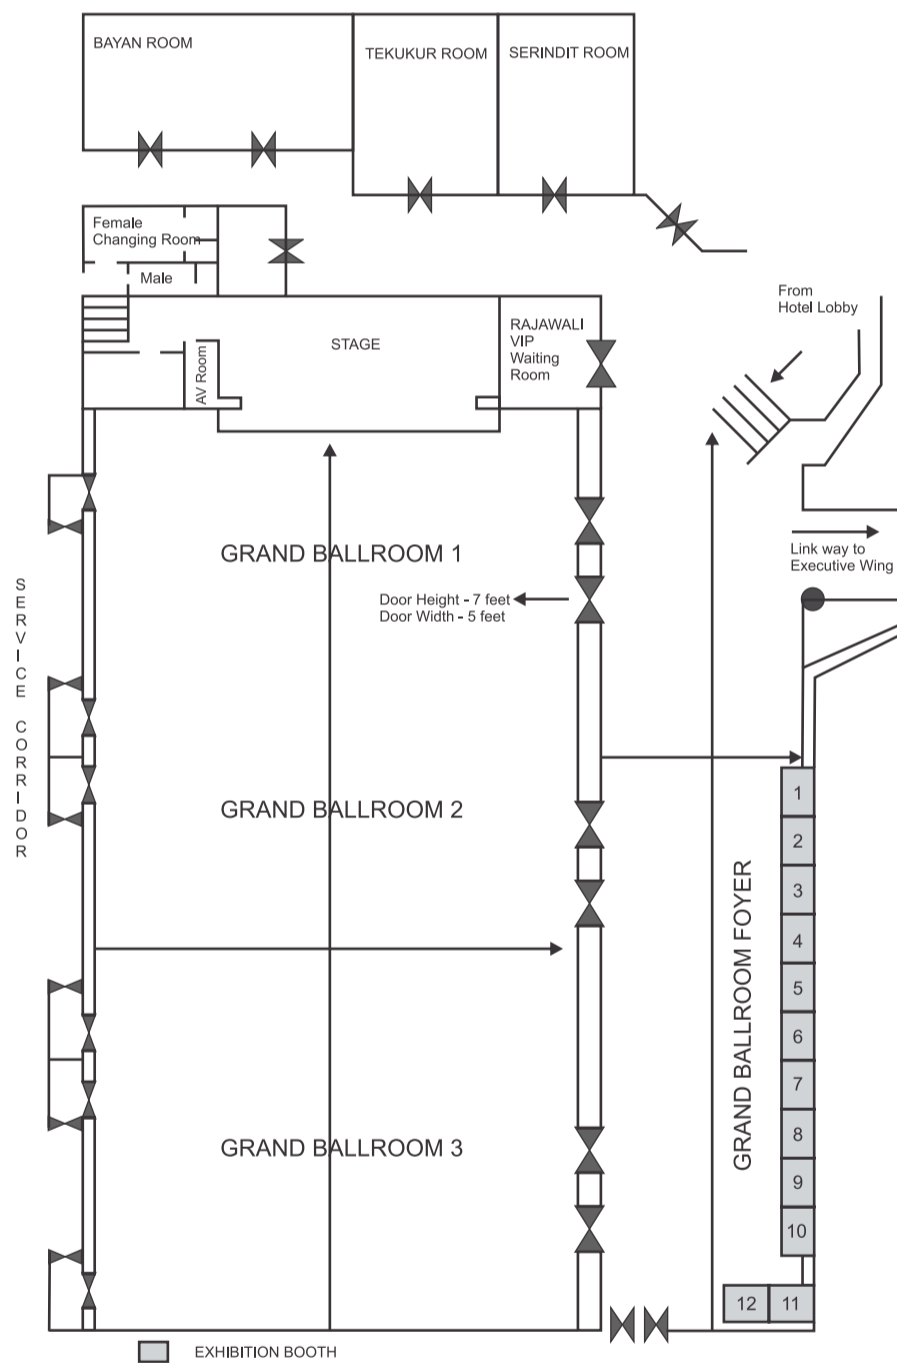 BAYAN ROOM
TEKUKUR ROOM
SERINDIT ROOM
Female
Changing Room
Male
From
Hotel Lobby
STAGE
RAJAWALI
VIP
Waiting
Room
AV Room
GRAND BALLROOM 1
Link way to
Executive Wing
Door Height - 7 feet
Door Width - 5 feet
SERVICE CORRIDOR
GRAND BALLROOM 2
GRAND BALLROOM FOYER
1
2
3
4
5
6
7
8
9
10
GRAND BALLROOM 3
12
11
EXHIBITION BOOTH